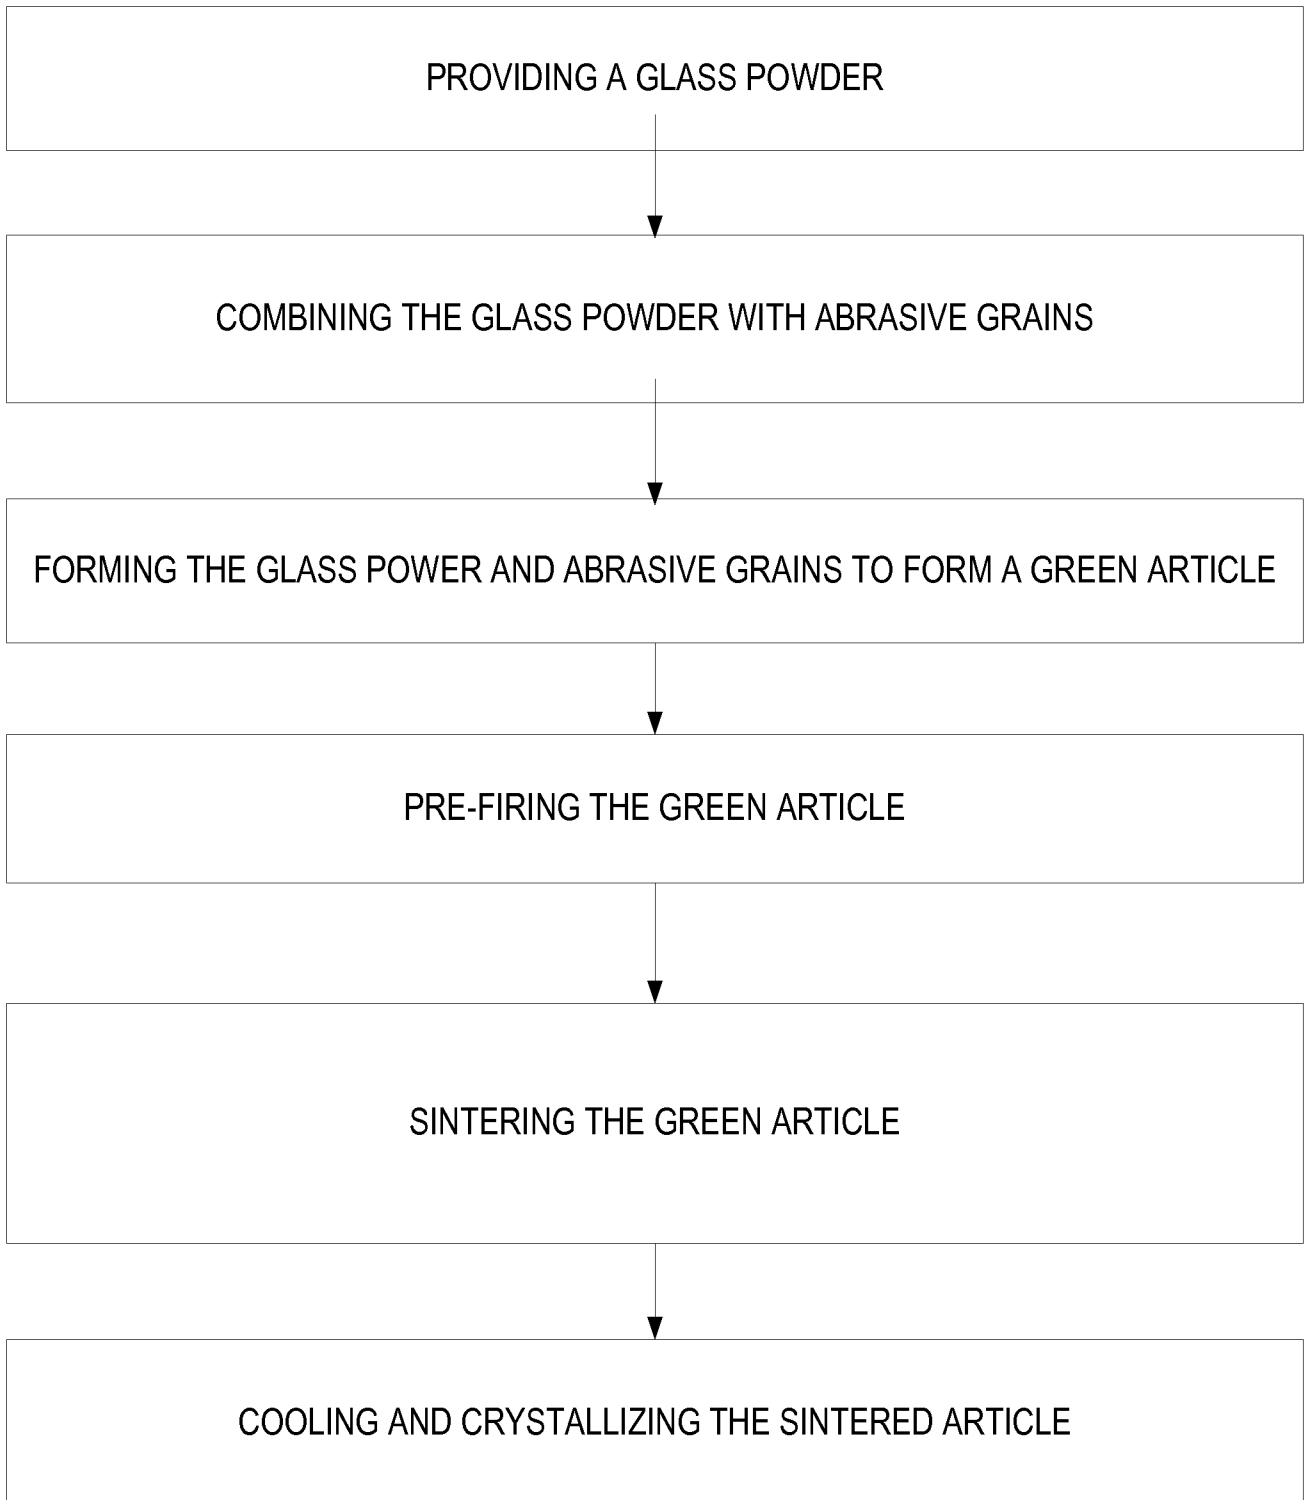 PROVIDING A GLASS POWDER
COMBINING THE GLASS POWDER WITH ABRASIVE GRAINS
FORMING THE GLASS POWER AND ABRASIVE GRAINS TO FORM A GREEN ARTICLE
PRE-FIRING THE GREEN ARTICLE
SINTERING THE GREEN ARTICLE
COOLING AND CRYSTALLIZING THE SINTERED ARTICLE